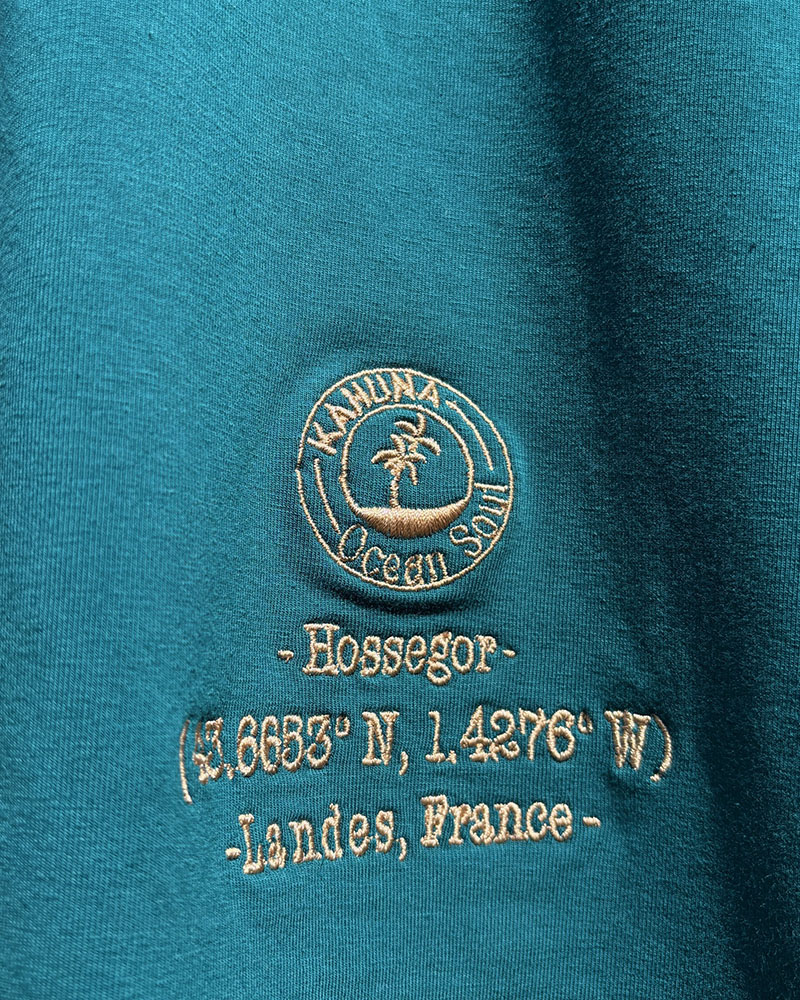 KAHUNA
Ocean Soul
- Hossegor -
(43.6653° N, 1.4276° W)
-Landes, France -